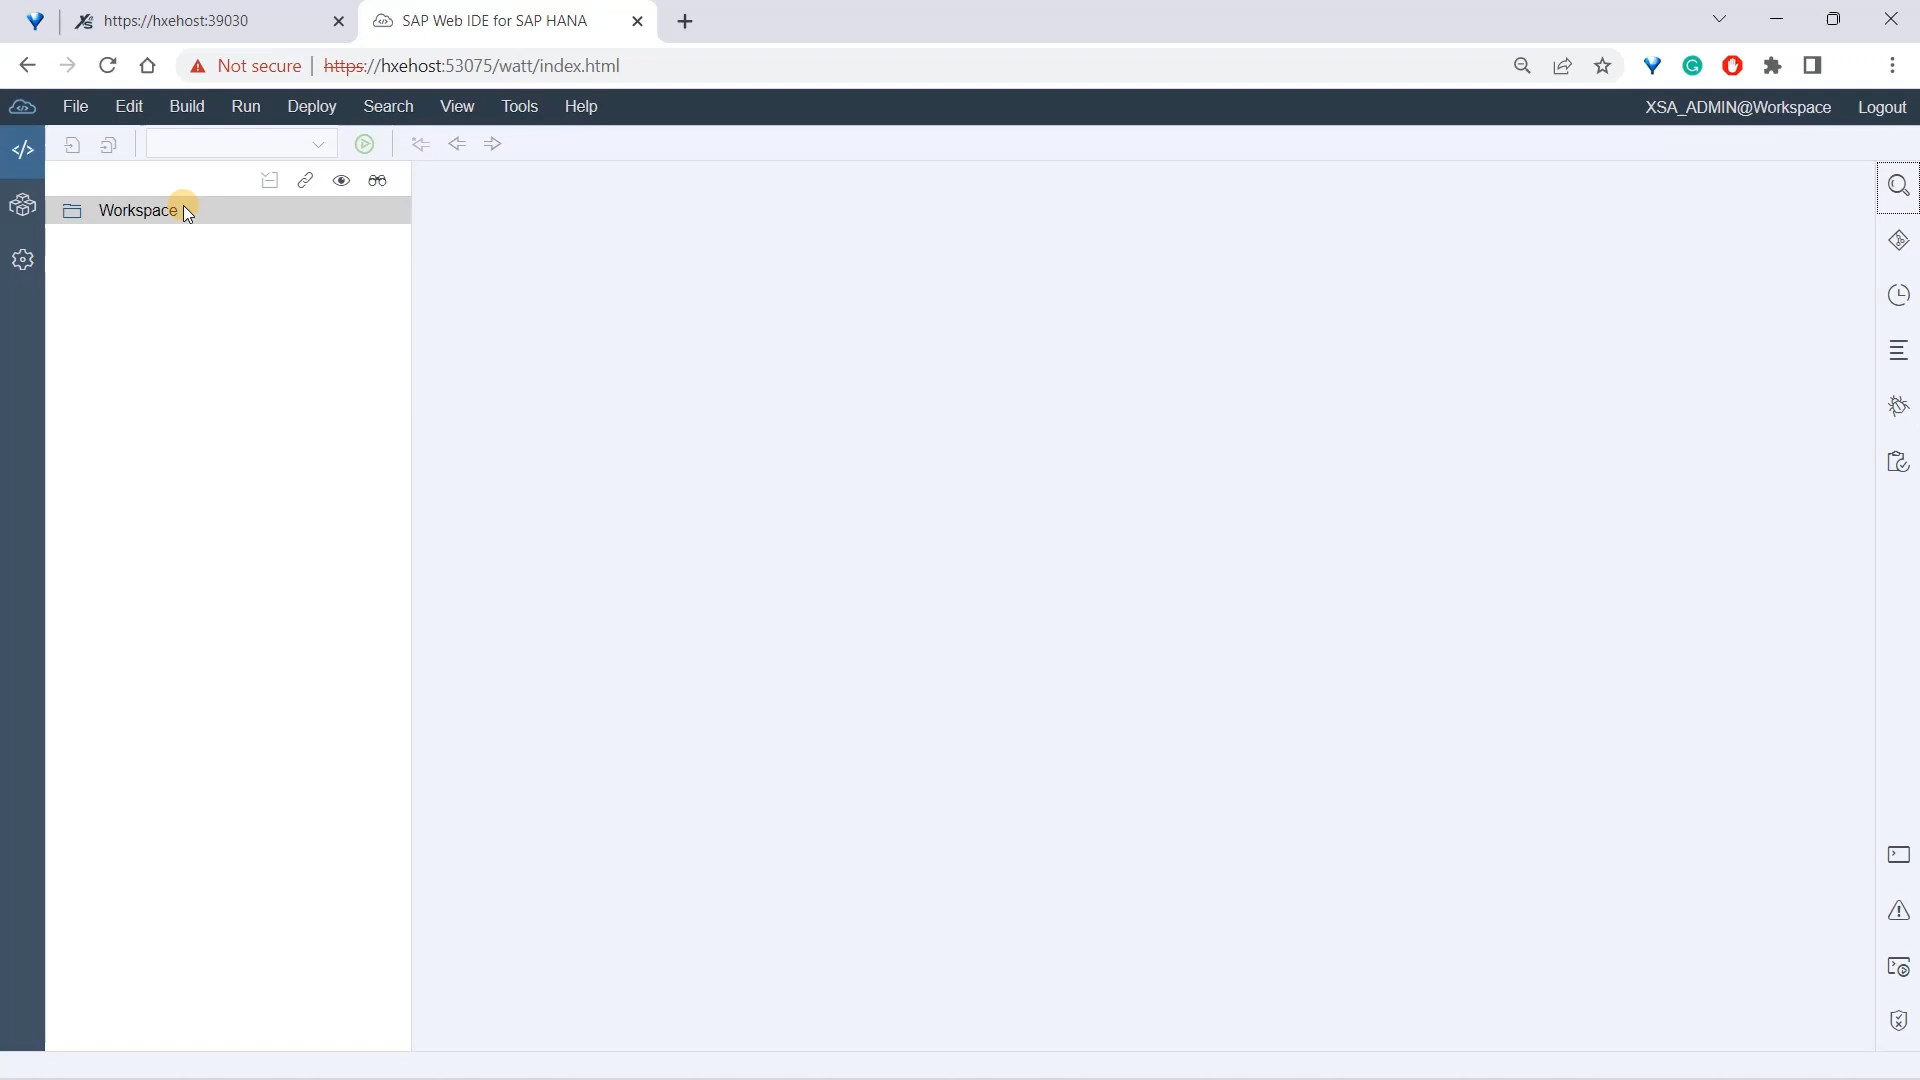 https://hxehost:39030
SAP Web IDE for SAP HANA
Not secure
https://hxehost:53075/watt/index.html
File Edit Build Run Deploy Search View Tools Help
XSA_ADMIN@Workspace
Logout
Workspace